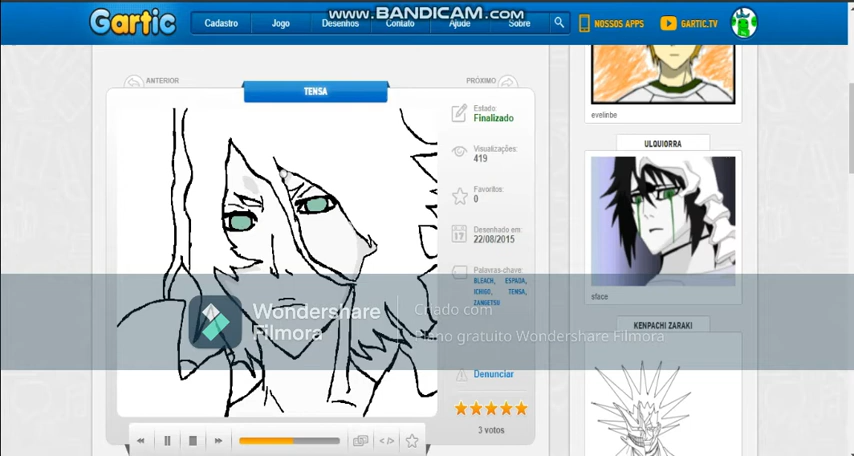 www.BANDICAM.com
Gartic
Cadastro Jogo Desenhos Contato Ajuda Sobre NOSSOS APPS GARTIC.TV
ANTERIOR
PRÓXIMO
TENSA
Estado:
Finalizado
Visualizações:
419
Favoritos:
0
Desenhado em:
22/08/2015
17
Palavras-chave:
BLEACH, ESPADA,
ICHIGO, TENSA,
ZANGETSU
Denunciar
3 votos
evelinbe
ULQUIORRA
sface
KENPACHI ZARAKI
Wondershare
Filmora
Criado com
Plano gratuito Wondershare Filmora